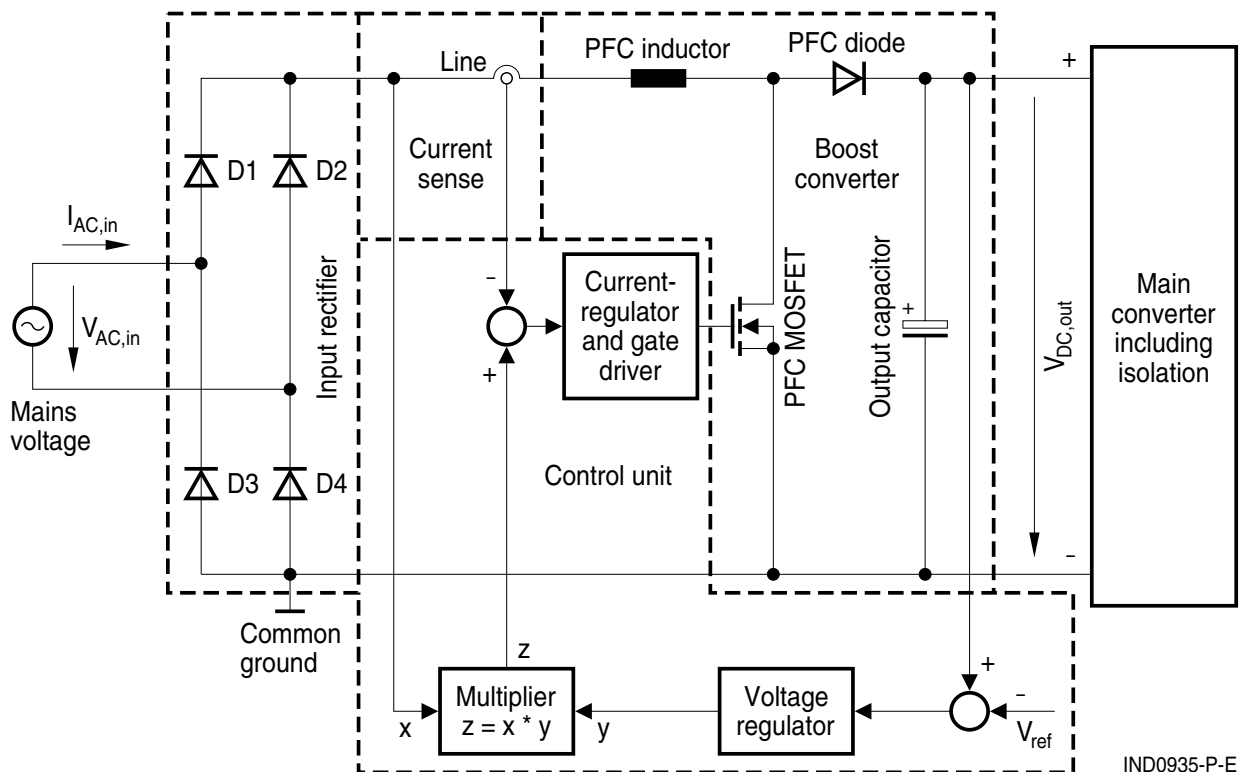 Line
PFC inductor
PFC diode
+
D1
D2
Current
sense
Boost
converter
I_AC,in
V_AC,in
Mains
voltage
Input rectifier
-
+
Current-
regulator
and gate
driver
PFC MOSFET
Output capacitor
+
V_DC,out
Main
converter
including
isolation
D3
D4
Control unit
-
Common
ground
z
x
Multiplier
z = x * y
y
Voltage
regulator
+
-
V_ref
IND0935-P-E